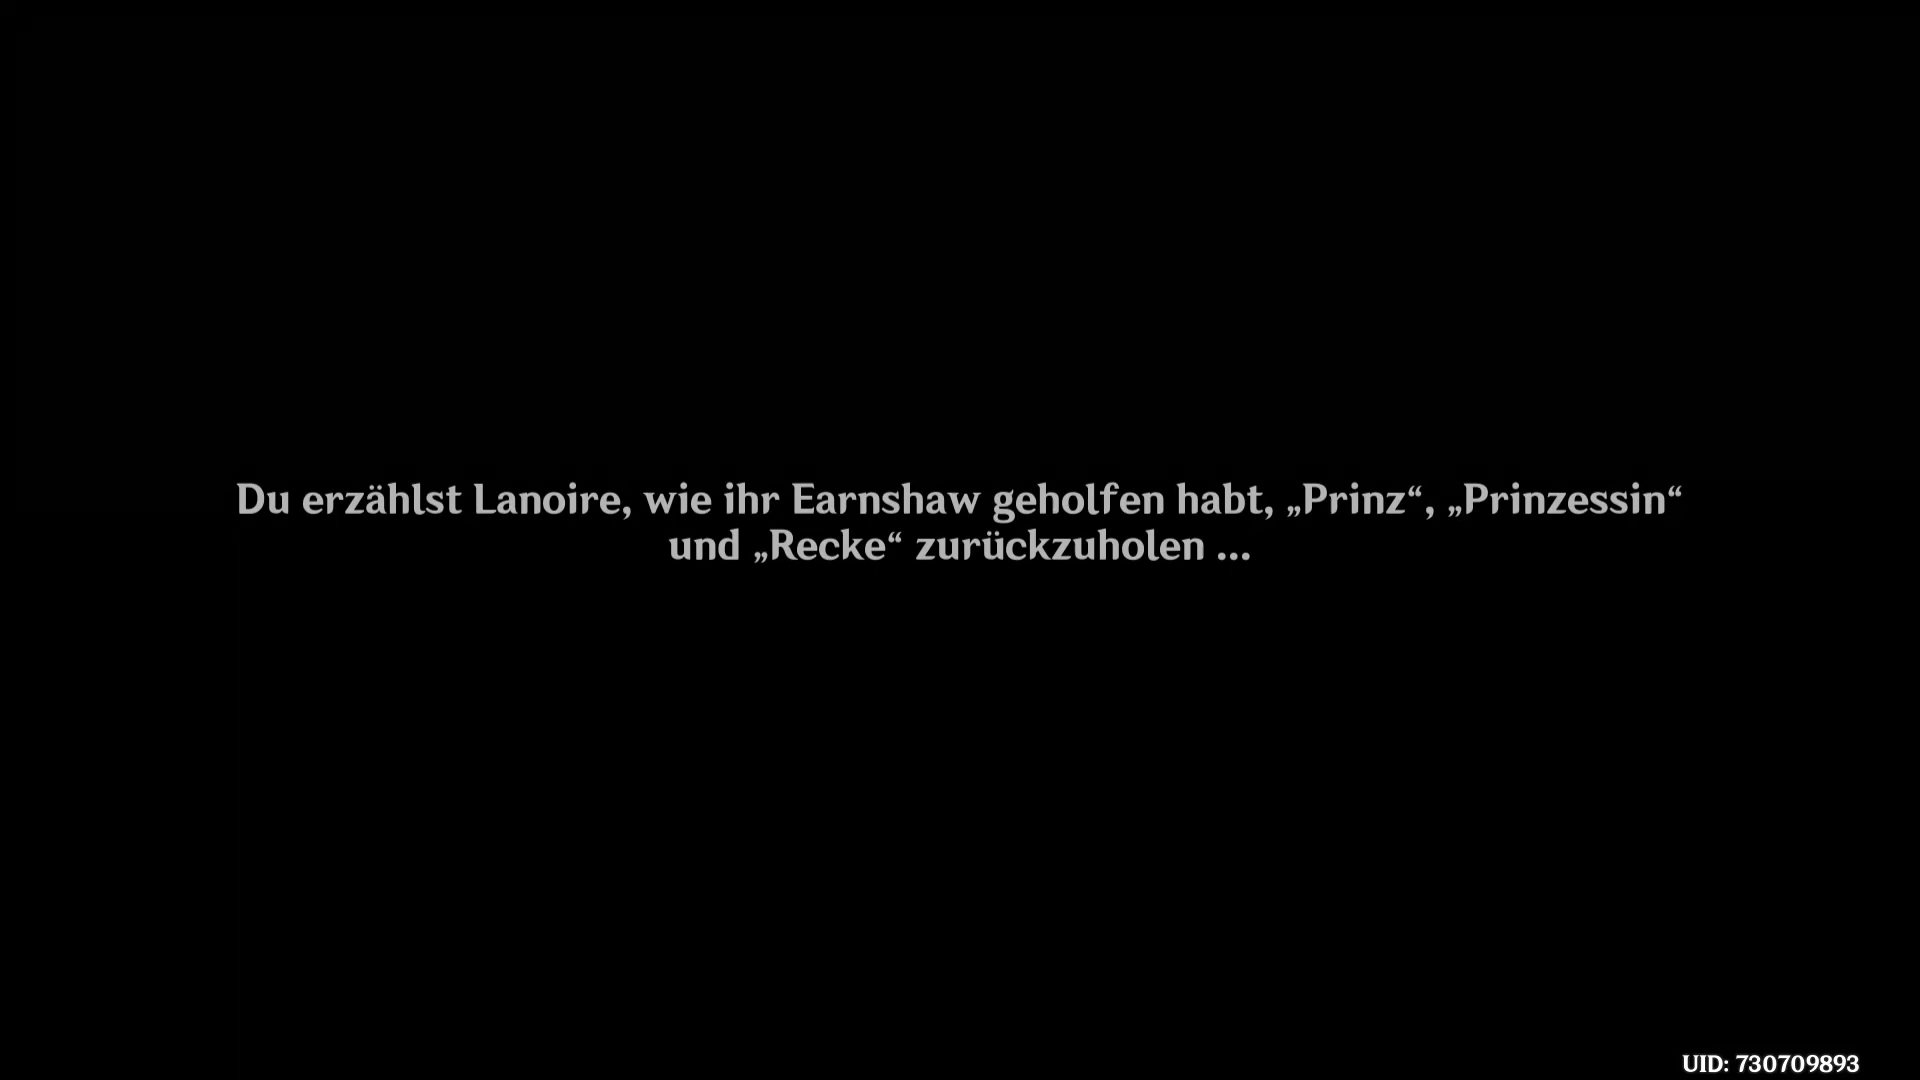 Du erzählst Lanoire, wie ihr Earnshaw geholfen habt, „Prinz“, „Prinzessin“
und „Recke“ zurückzuholen ...
UID: 730709893